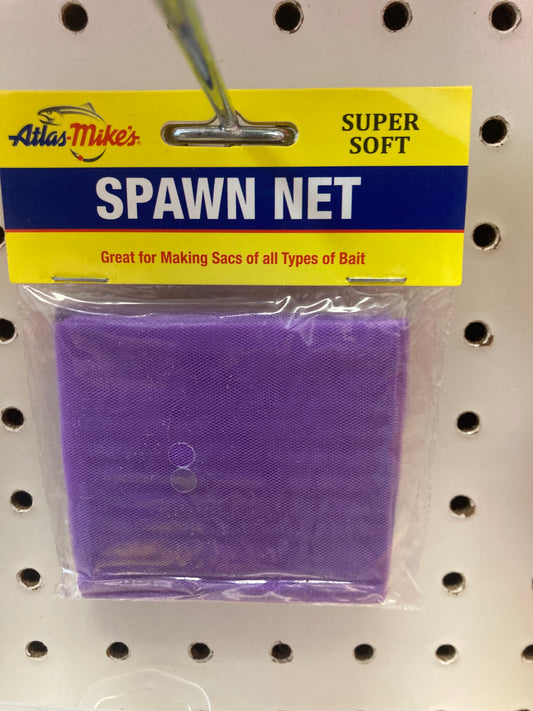 Atlas-Mike's
SUPER
SOFT
SPAWN NET
Great for Making Sacs of all Types of Bait